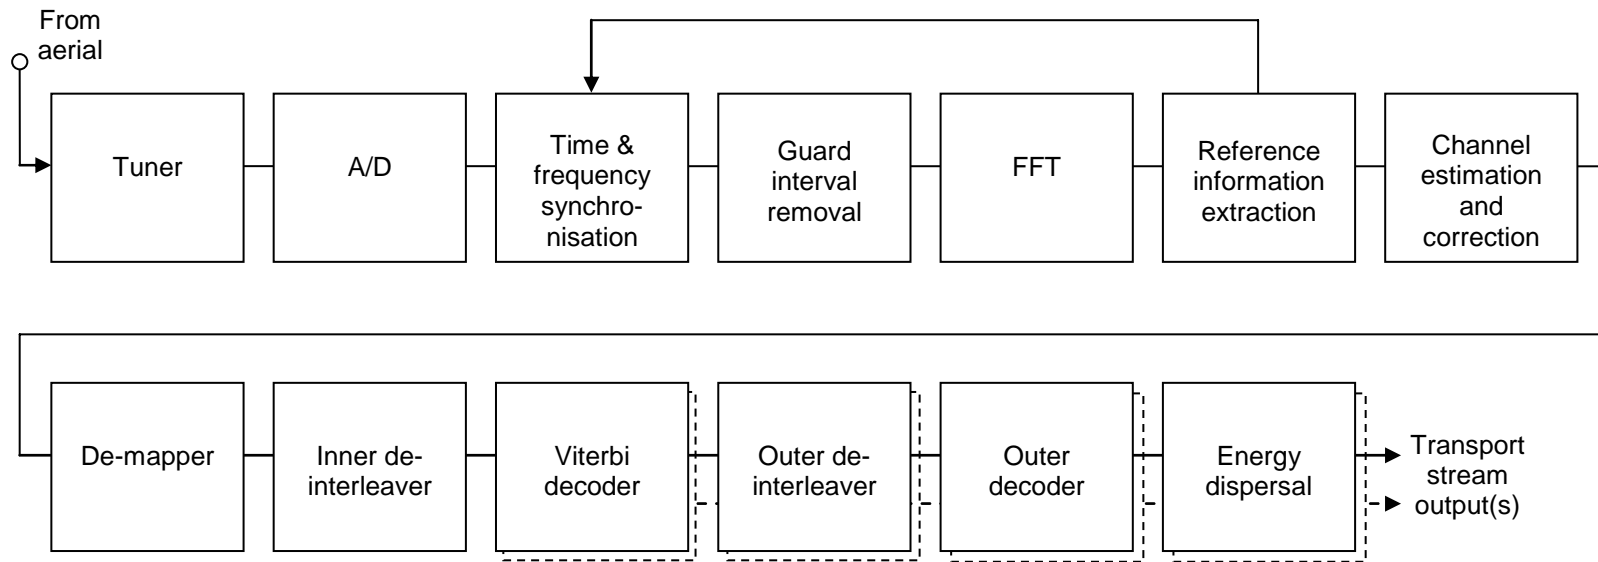 From
aerial
Tuner
A/D
Time &
frequency
synchro-
nisation
Guard
interval
removal
FFT
Reference
information
extraction
Channel
estimation
and
correction
De-mapper
Inner de-
interleaver
Viterbi
decoder
Outer de-
interleaver
Outer
decoder
Energy
dispersal
Transport
stream
output(s)